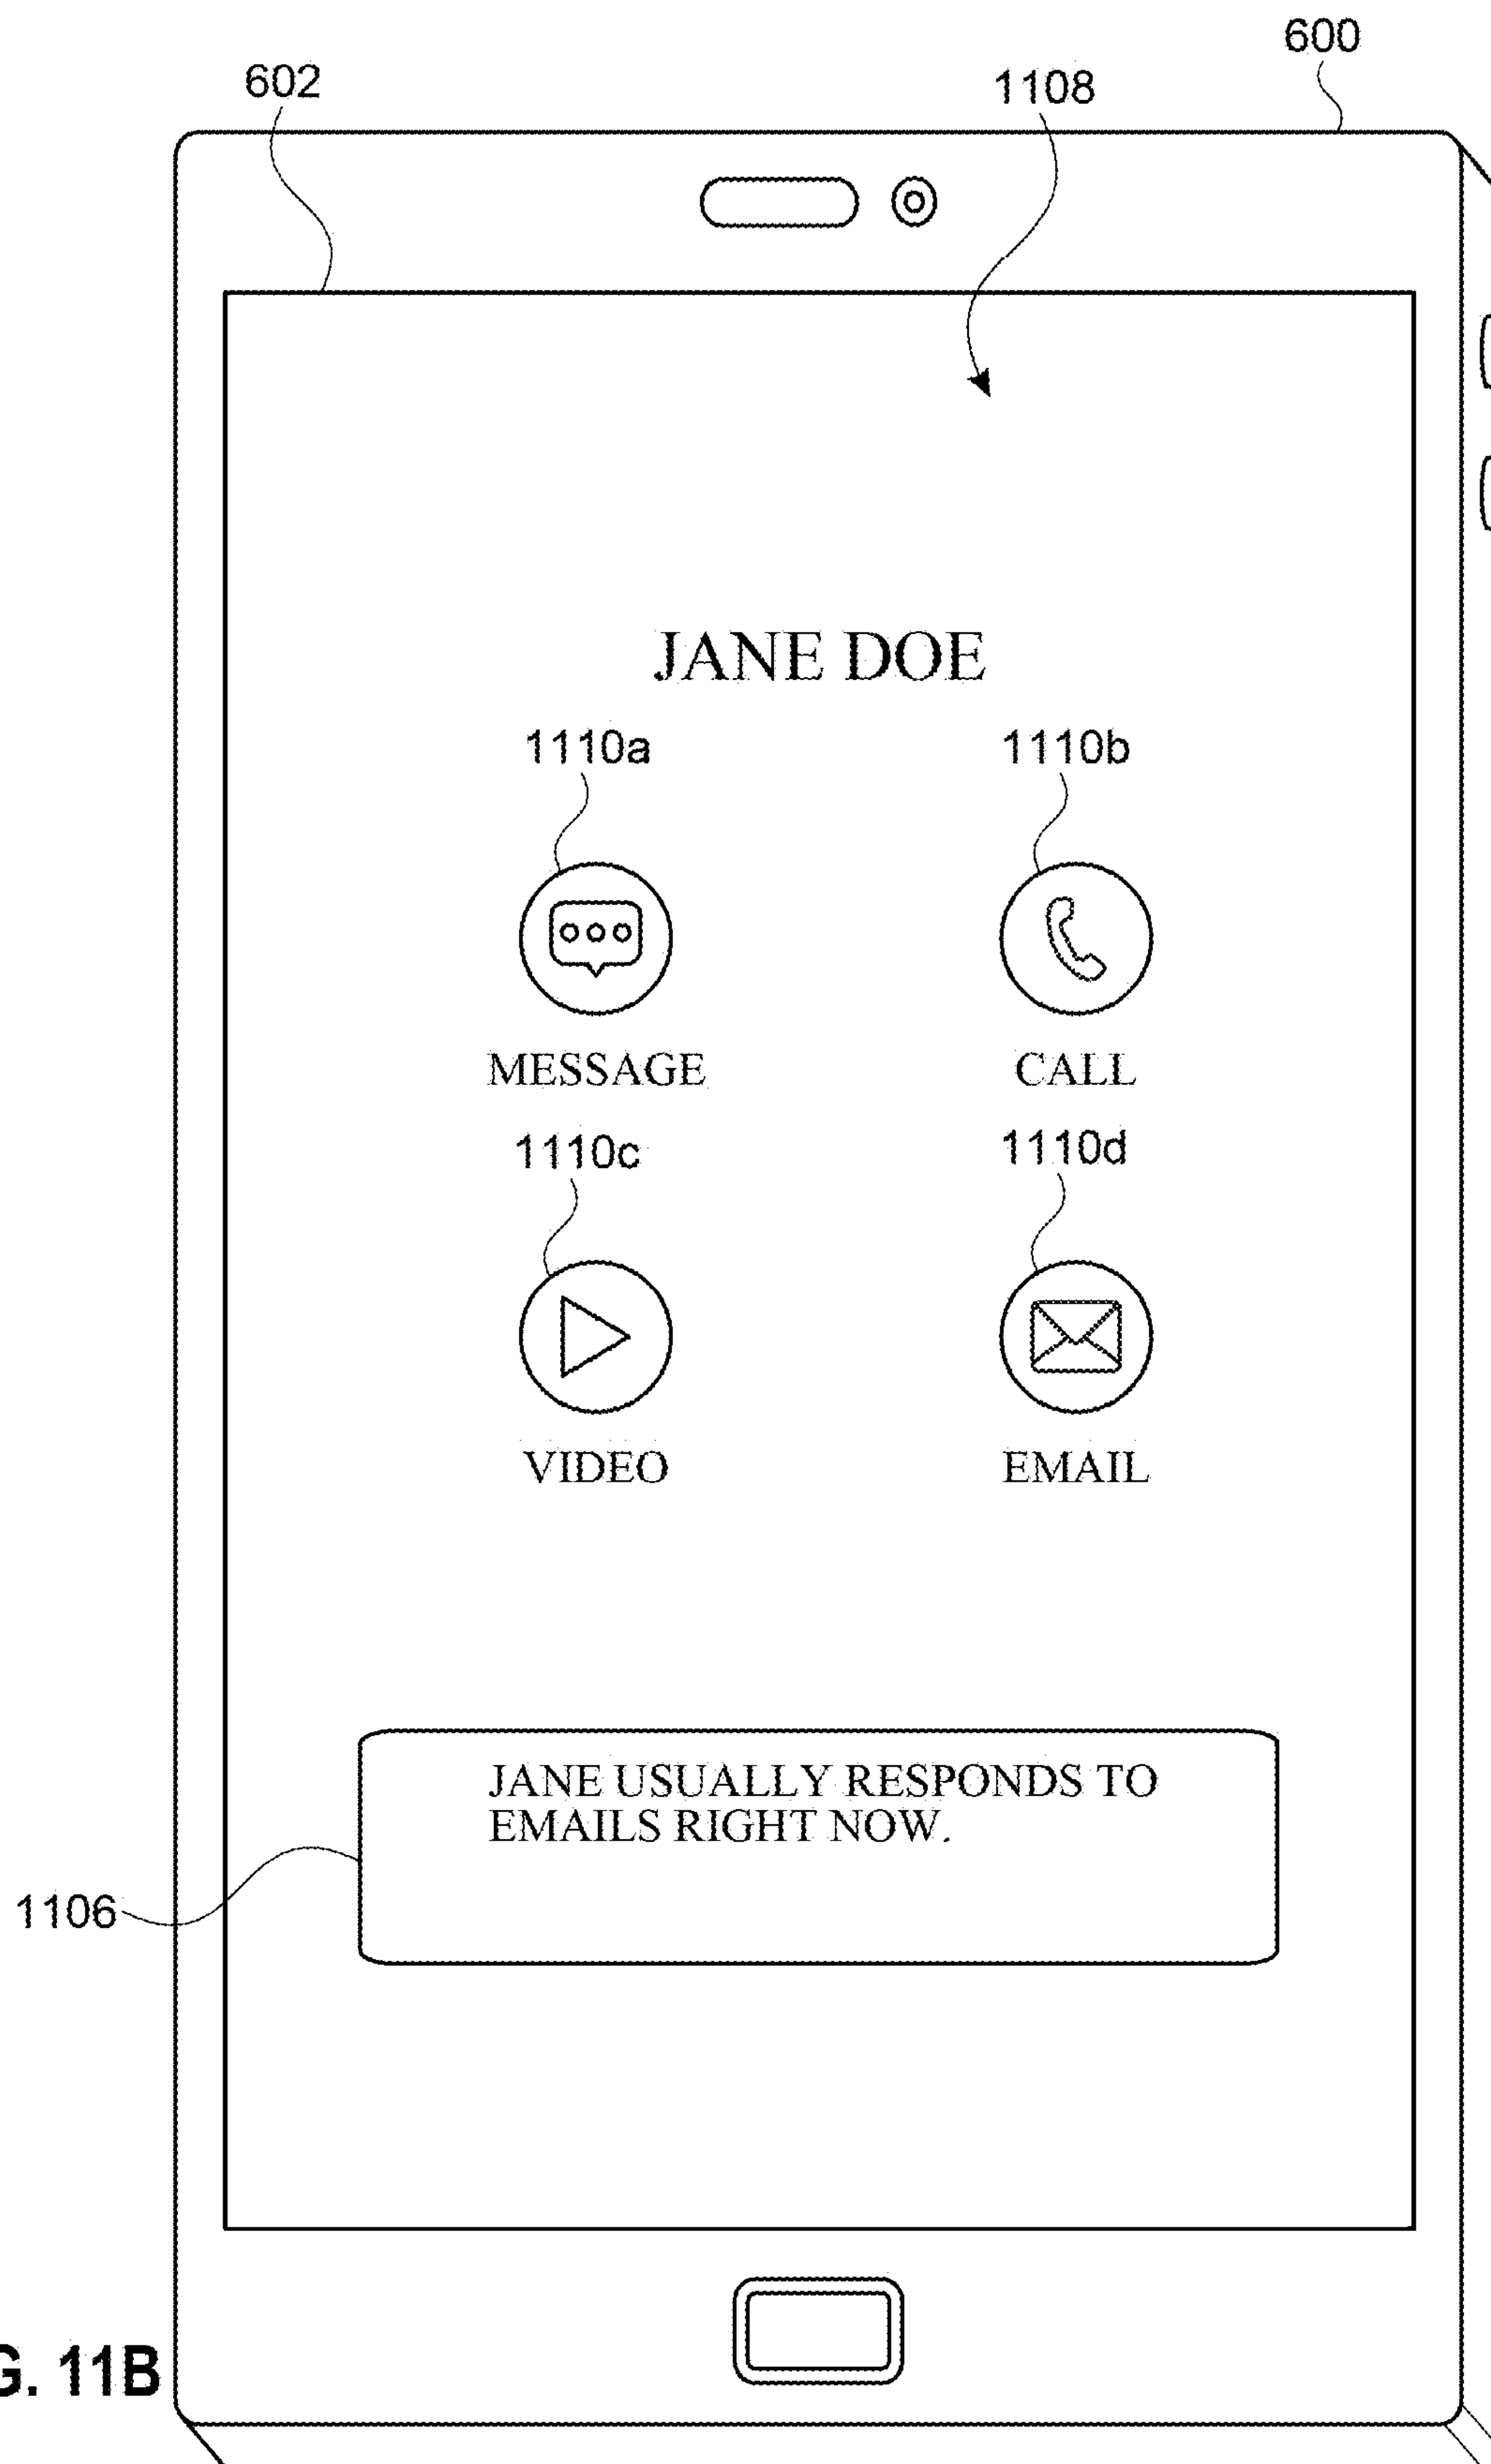 600
602
1108
JANE DOE
1110a
1110b
MESSAGE
CALL
1110c
1110d
VIDEO
EMAIL
JANE USUALLY RESPONDS TO
EMAILS RIGHT NOW.
1106
G. 11B